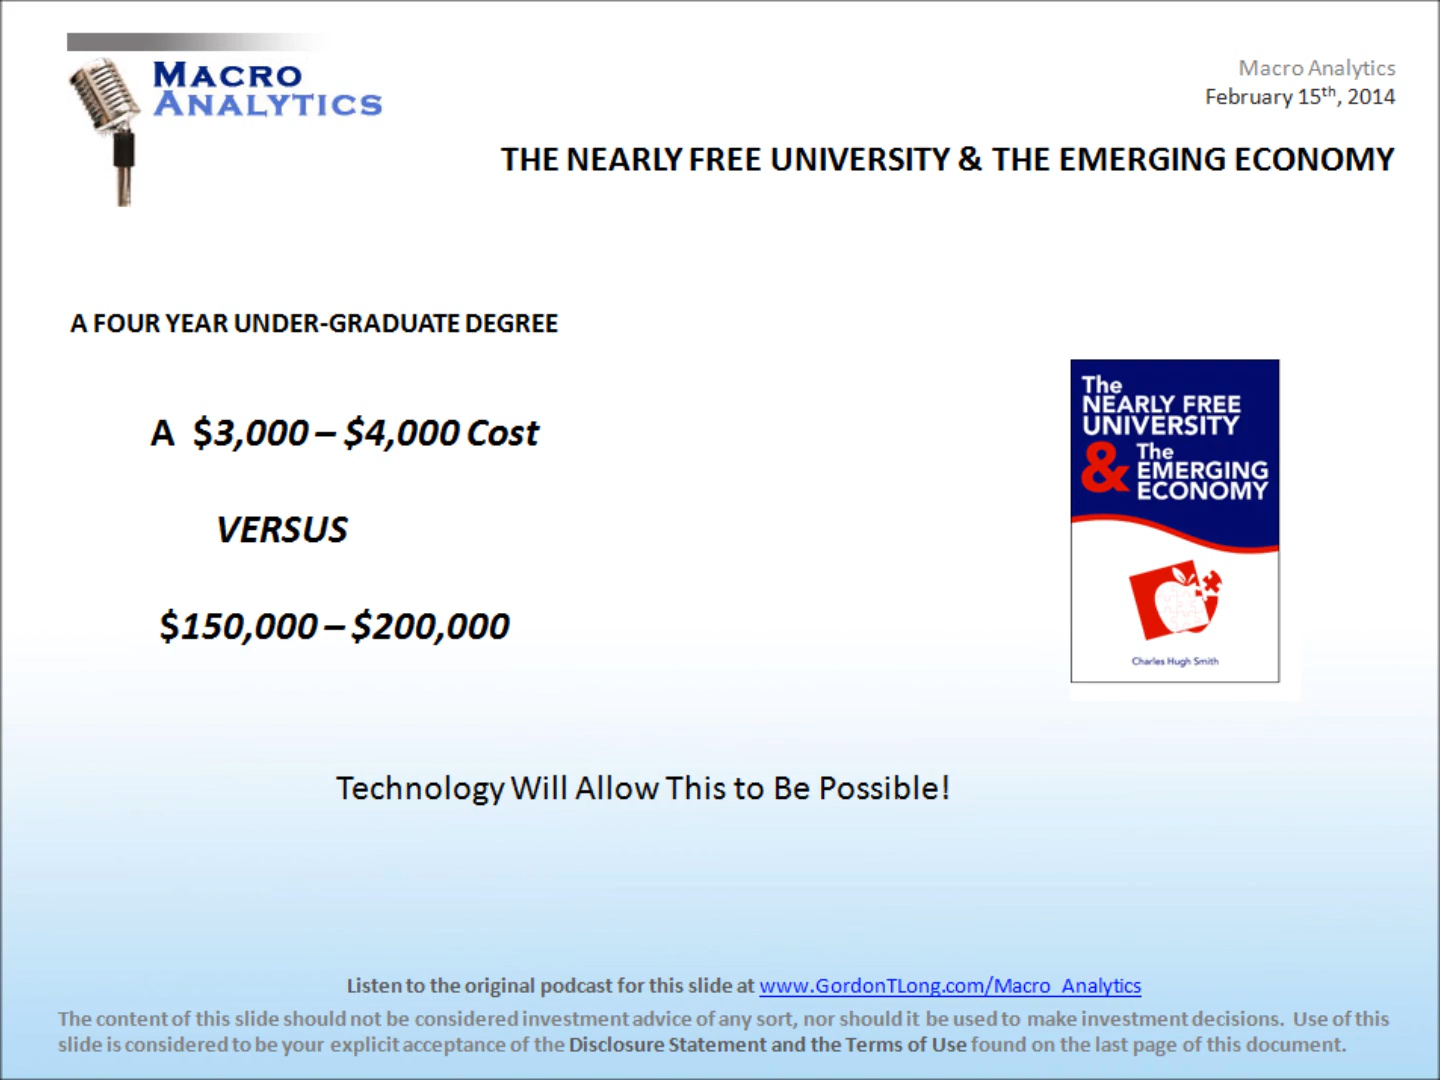 MACRO
ANALYTICS
Macro Analytics
February 15th, 2014
THE NEARLY FREE UNIVERSITY & THE EMERGING ECONOMY
A FOUR YEAR UNDER-GRADUATE DEGREE
A $3,000 – $4,000 Cost
VERSUS
$150,000 – $200,000
The
NEARLY FREE
UNIVERSITY
& The
EMERGING
ECONOMY
Charles Hugh Smith
Technology Will Allow This to Be Possible!
Listen to the original podcast for this slide at www.GordonTLong.com/Macro_Analytics
The content of this slide should not be considered investment advice of any sort, nor should it be used to make investment decisions. Use of this
slide is considered to be your explicit acceptance of the Disclosure Statement and the Terms of Use found on the last page of this document.